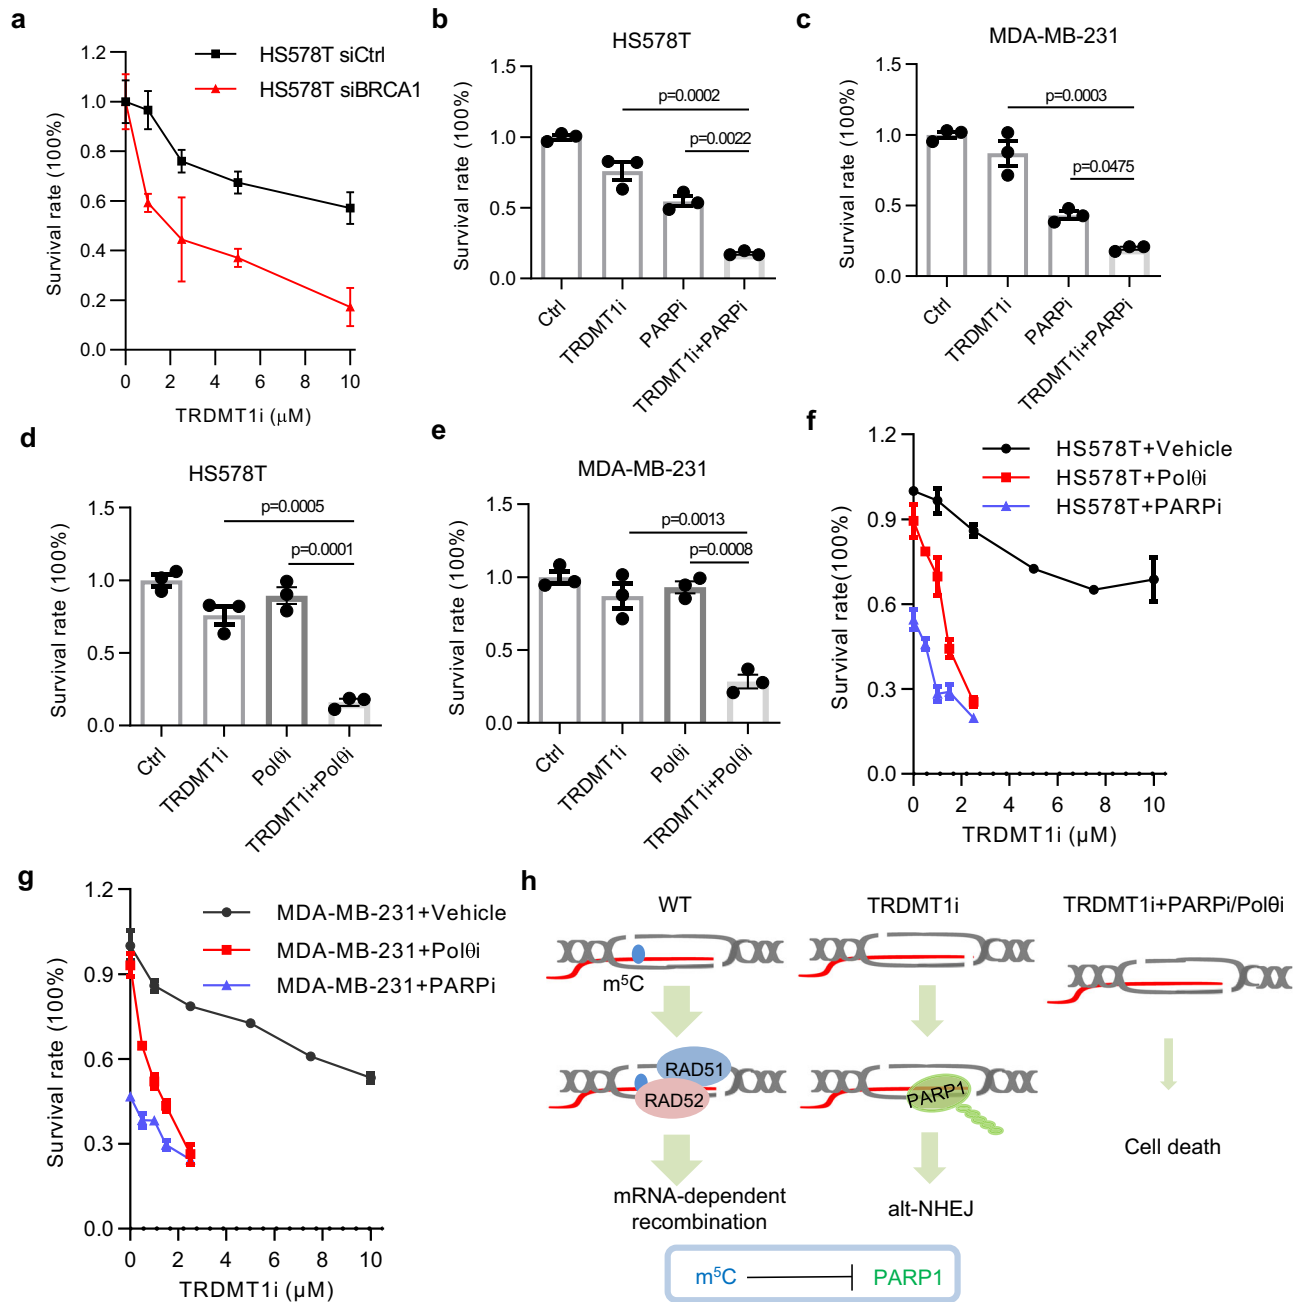 a
HS578T siCtrl
HS578T siBRCA1
Survival rate (100%)
1.2
1.0
0.8
0.6
0.4
0.2
0.0
0 2 4 6 8 10
TRDMT1i (μM)
b
HS578T
p=0.0002
p=0.0022
Survival rate (100%)
1.5
1.0
0.5
0.0
Ctrl
TRDMT1i
PARPi
TRDMT1i+PARPi
c
MDA-MB-231
p=0.0003
p=0.0475
Survival rate (100%)
1.5
1.0
0.5
0.0
Ctrl
TRDMT1i
PARPi
TRDMT1i+PARPi
d
HS578T
p=0.0005
p=0.0001
Survival rate (100%)
1.5
1.0
0.5
0.0
Ctrl
TRDMT1i
Polθi
TRDMT1i+Polθi
e
MDA-MB-231
p=0.0013
p=0.0008
Survival rate (100%)
1.5
1.0
0.5
0.0
Ctrl
TRDMT1i
Polθi
TRDMT1i+Polθi
f
HS578T+Vehicle
HS578T+Polθi
HS578T+PARPi
Survival rate(100%)
1.2
0.9
0.6
0.3
0.0
0 2 4 6 8 10
TRDMT1i (μM)
g
MDA-MB-231+Vehicle
MDA-MB-231+Polθi
MDA-MB-231+PARPi
Survival rate (100%)
1.2
0.9
0.6
0.3
0.0
0 2 4 6 8 10
TRDMT1i (μM)
h
WT
TRDMT1i
TRDMT1i+PARPi/Polθi
m⁵C
RAD51
RAD52
PARP1
mRNA-dependent
recombination
alt-NHEJ
Cell death
m⁵C PARP1